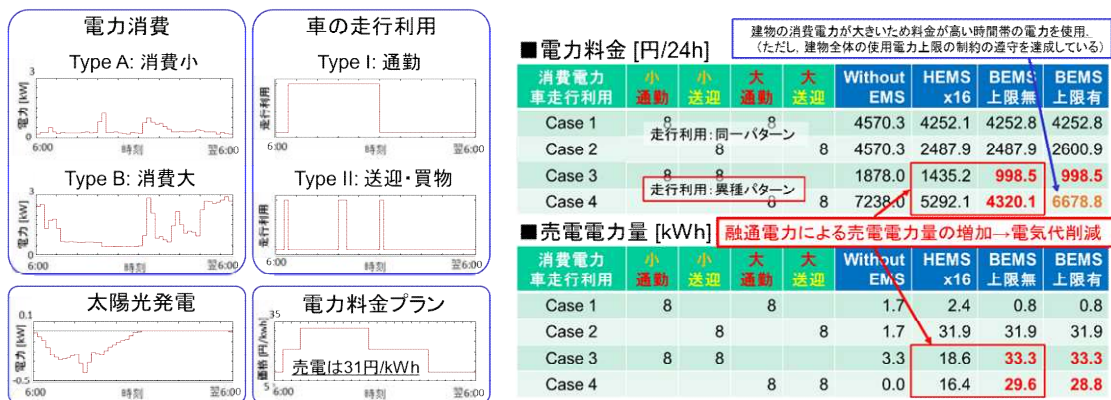 電力消費
Type A: 消費小
3
電力 [kW]
0
6:00 時刻 翌6:00
Type B: 消費大
3
電力 [kW]
0
6:00 時刻 翌6:00
車の走行利用
Type I: 通勤
走行利用
6:00 時刻 翌6:00
Type II: 送迎・買物
走行利用
6:00 時刻 翌6:00
太陽光発電
0.1
電力 [kW]
-0.5
6:00 時刻 翌6:00
電力料金プラン
35
価格 [円/kwh]
売電は31円/kWh
5
6:00 時刻 翌6:00
建物の消費電力が大きいため料金が高い時間帯の電力を使用.
(ただし, 建物全体の使用電力上限の制約の遵守を達成している)
■電力料金 [円/24h]
消費電力 小 小 大 大 Without HEMS BEMS BEMS
車走行利用 通勤 送迎 通勤 送迎 EMS x16 上限無 上限有
Case 1 8 8 4570.3 4252.1 4252.8 4252.8
走行利用:同一パターン
Case 2 8 8 4570.3 2487.9 2487.9 2600.9
Case 3 8 8 1878.0 1435.2 998.5 998.5
走行利用:異種パターン
Case 4 8 8 7238.0 5292.1 4320.1 6678.8
■売電電力量 [kWh]
融通電力による売電電力量の増加→電気代削減
消費電力 小 小 大 大 Without HEMS BEMS BEMS
車走行利用 通勤 送迎 通勤 送迎 EMS x16 上限無 上限有
Case 1 8 8 1.7 2.4 0.8 0.8
Case 2 8 8 1.7 31.9 31.9 31.9
Case 3 8 8 3.3 18.6 33.3 33.3
Case 4 8 8 0.0 16.4 29.6 28.8